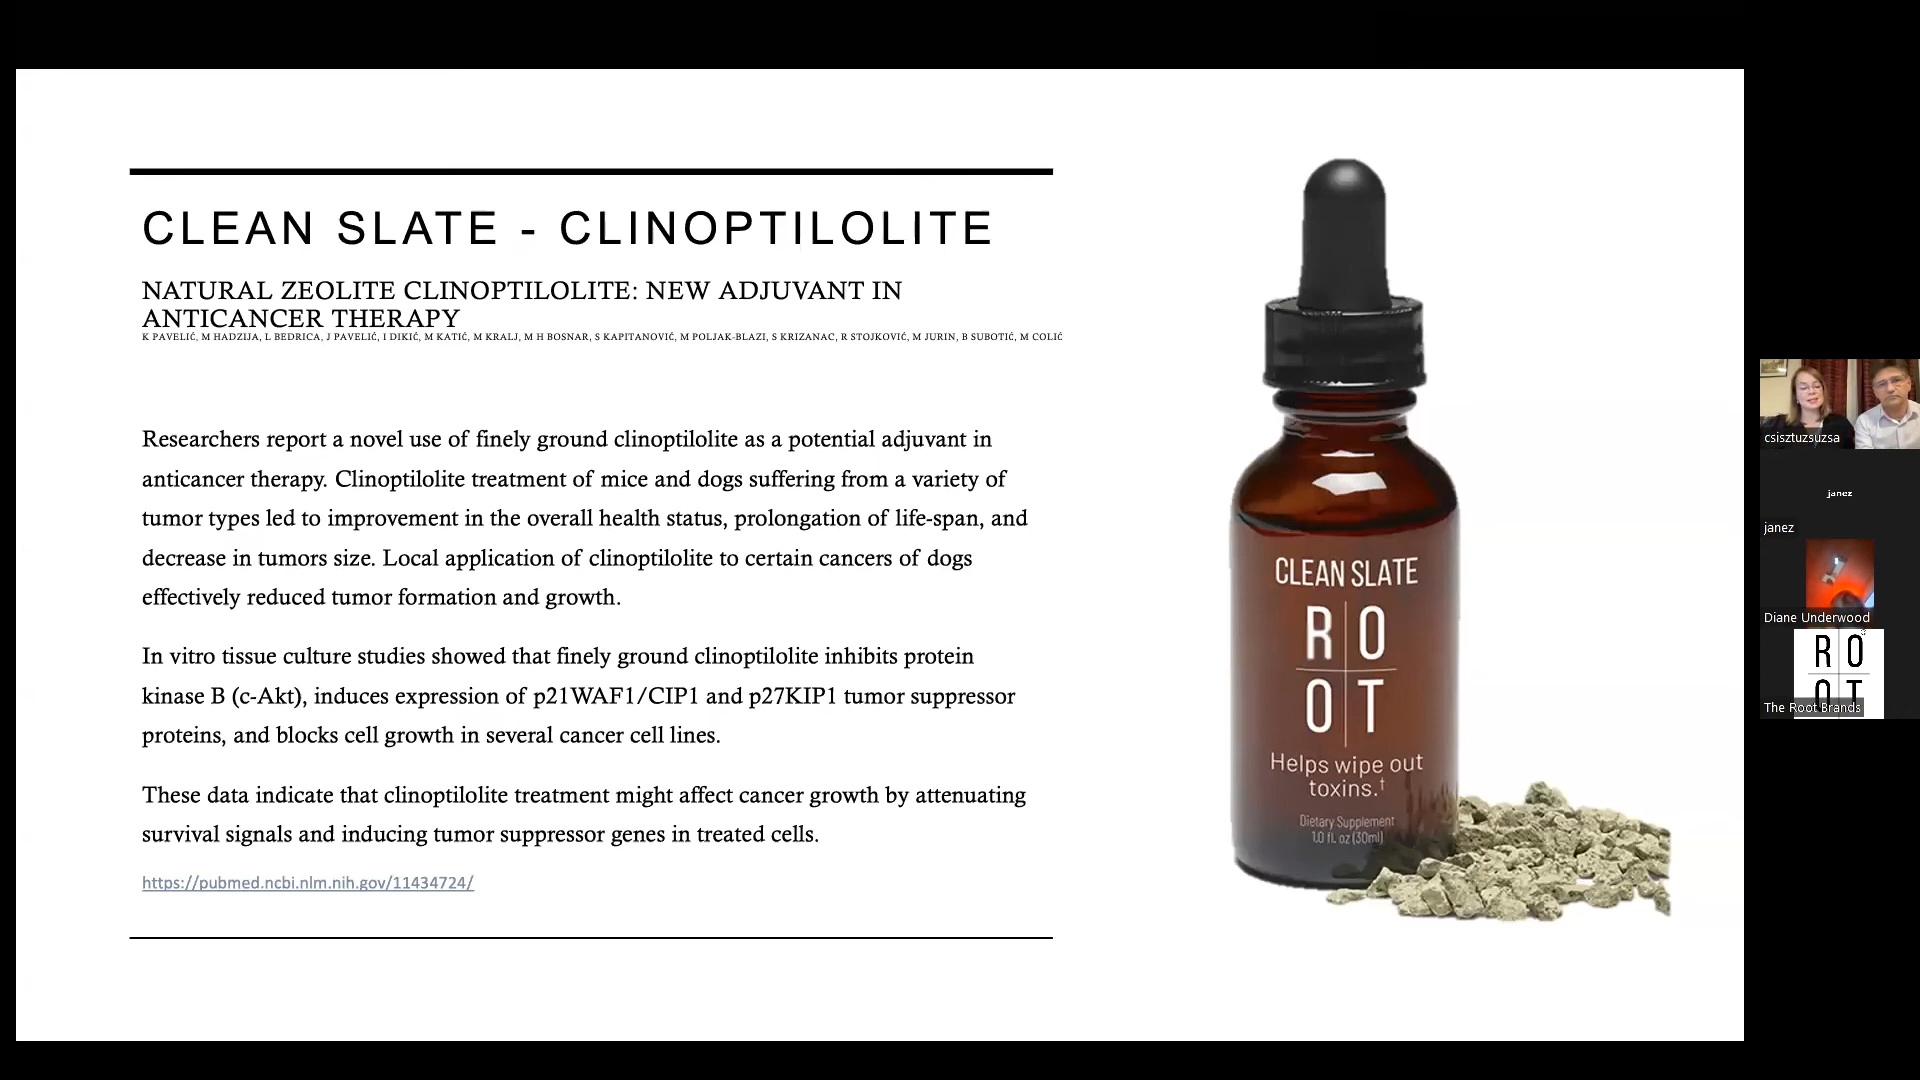 CLEAN SLATE - CLINOPTILOLITE
NATURAL ZEOLITE CLINOPTILOLITE: NEW ADJUVANT IN
ANTICANCER THERAPY
K PAVELIĆ, M HADZIJA, L BEDRICA, J PAVELIĆ, I DIKIĆ, M KATIĆ, M KRALJ, M H BOSNAR, S KAPITANOVIĆ, M POLJAK-BLAZI, S KRIZANAC, R STOJKOVIĆ, M JURIN, B SUBOTIĆ, M COLIĆ
Researchers report a novel use of finely ground clinoptilolite as a potential adjuvant in
anticancer therapy. Clinoptilolite treatment of mice and dogs suffering from a variety of
tumor types led to improvement in the overall health status, prolongation of life-span, and
decrease in tumors size. Local application of clinoptilolite to certain cancers of dogs
effectively reduced tumor formation and growth.
In vitro tissue culture studies showed that finely ground clinoptilolite inhibits protein
kinase B (c-Akt), induces expression of p21WAF1/CIP1 and p27KIP1 tumor suppressor
proteins, and blocks cell growth in several cancer cell lines.
These data indicate that clinoptilolite treatment might affect cancer growth by attenuating
survival signals and inducing tumor suppressor genes in treated cells.
https://pubmed.ncbi.nlm.nih.gov/11434724/
CLEAN SLATE
R O
O T
Helps wipe out
toxins.†
Dietary Supplement
1.0 fl. oz (30ml)
csisztuzsuzsa
janez
janez
Diane Underwood
R O
O T
The Root Brands